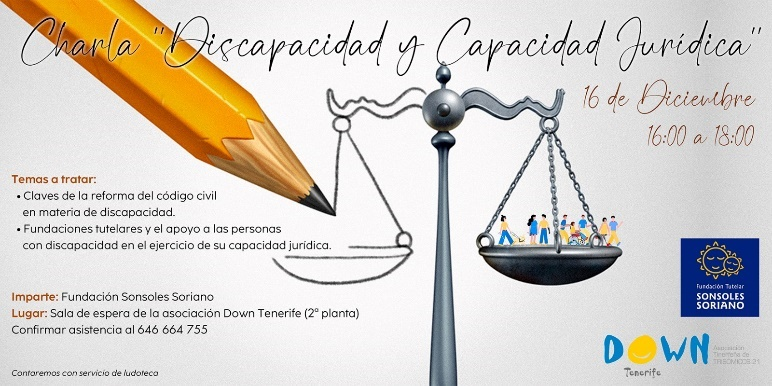 Charla "Discapacidad y Capacidad Jurídica"
16 de Diciembre
16:00 a 18:00
Temas a tratar:
• Claves de la reforma del código civil
en materia de discapacidad.
• Fundaciones tutelares y el apoyo a las personas
con discapacidad en el ejercicio de su capacidad jurídica.
Imparte: Fundación Sonsoles Soriano
Lugar: Sala de espera de la asociación Down Tenerife (2ª planta)
Confirmar asistencia al 646 664 755
Contaremos con servicio de ludoteca
Fundación Tutelar
SONSOLES
SORIANO
DOWN
Tenerife
Asociación
Tinerfeña de
TRISÓMICOS 21